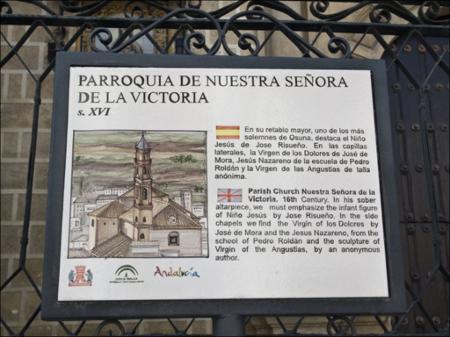 PARROQUIA DE NUESTRA SEÑORA
DE LA VICTORIA
s. XVI
En su retablo mayor, uno de los más
solemnes de Osuna, destaca el Niño
Jesús de Jose Risueño. En las capillas
laterales, la Virgen de los Dolores de José de
Mora, Jesús Nazareno de la escuela de Pedro
Roldán y la Virgen de las Angustias de talla
anónima.
Parish Church Nuestra Señora de la
Victoria. 16th Century. In his sober
altarpiece, we must emphasize the infant figure
of Niño Jesús by Jose Risueño. In the side
chapels we find the Virgin of los Dolores by
José de Mora and the Jesus Nazareno, from the
school of Pedro Roldán and the sculpture of
Virgin of the Angustias, by an anonymous
author.
Andalucía